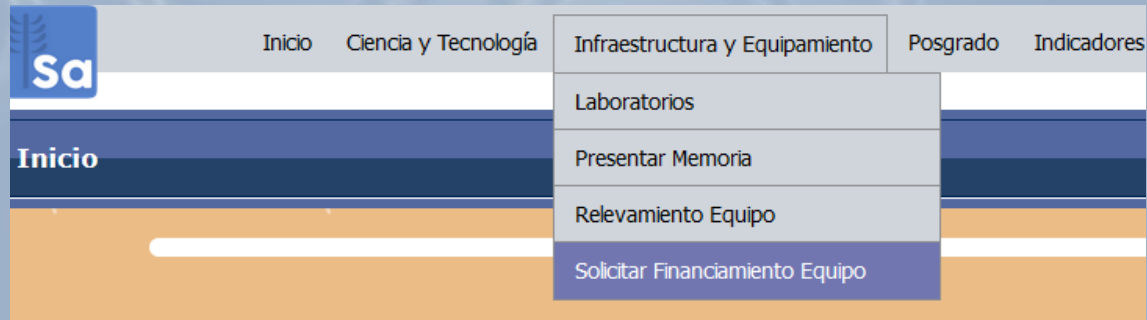 Sa
Inicio Ciencia y Tecnología Infraestructura y Equipamiento Posgrado Indicadores
Laboratorios
Inicio
Presentar Memoria
Relevamiento Equipo
Solicitar Financiamiento Equipo